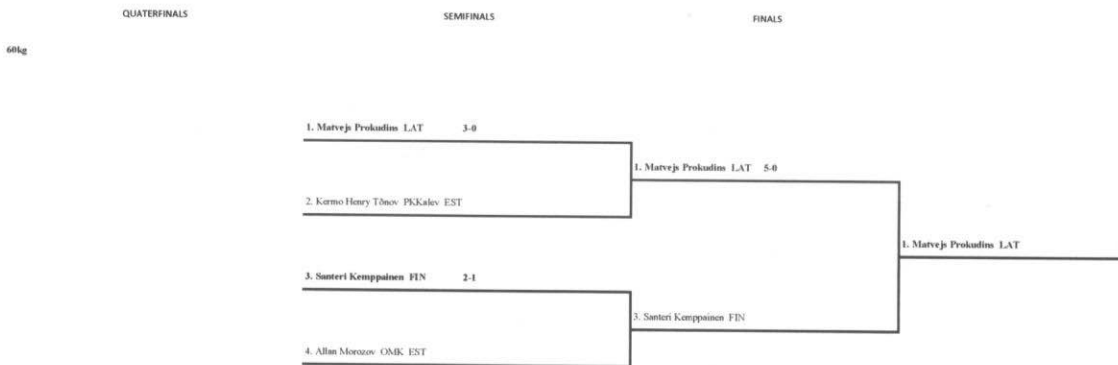 QUATERFINALS SEMIFINALS FINALS
60kg
1. Matvejs Prokudins LAT 3-0
1. Matvejs Prokudins LAT 5-0
2. Kermo Henry Tõnov PKKalev EST
1. Matvejs Prokudins LAT
3. Santeri Kemppainen FIN 2-1
3. Santeri Kemppainen FIN
4. Allan Morozov OMK EST